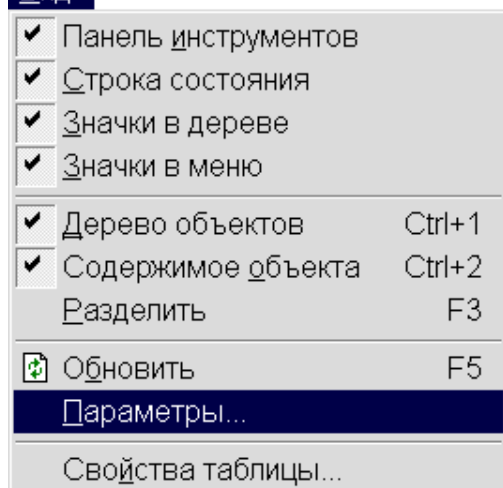 Панель инструментов
Строка состояния
Значки в дереве
Значки в меню
Дерево объектов Ctrl+1
Содержимое объекта Ctrl+2
Разделить F3
Обновить F5
Параметры...
Свойства таблицы...